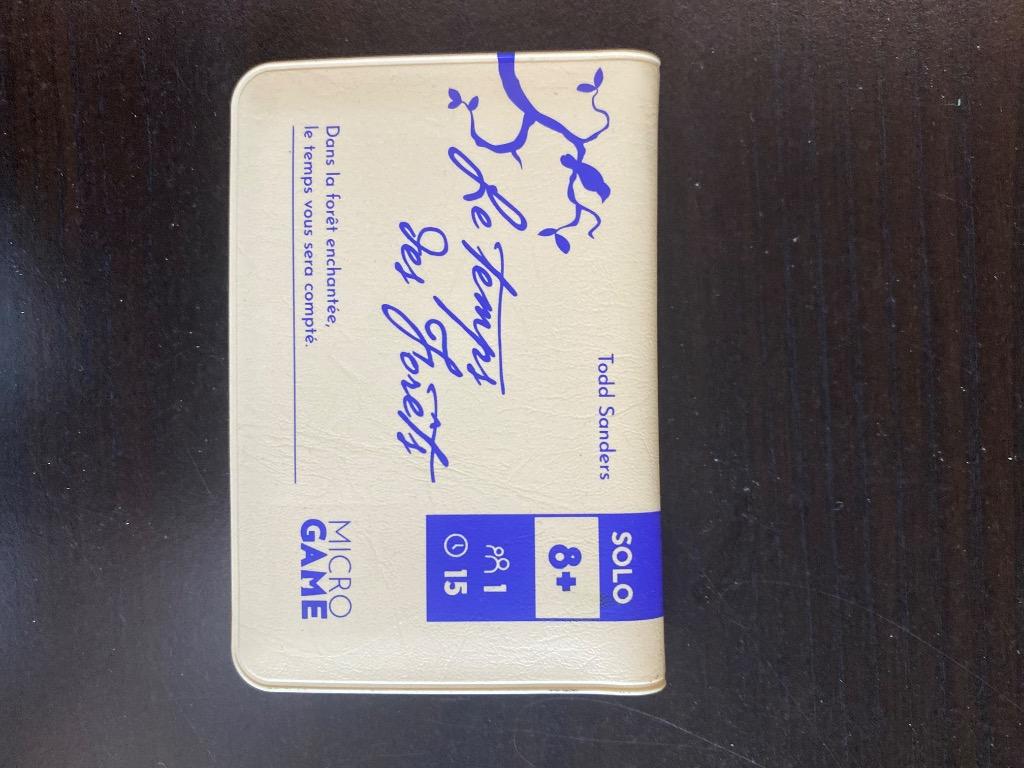 Todd Sanders
SOLO
8+
1
15
Le Temps
des Forêts
Dans la forêt enchantée,
le temps vous sera compté.
MICRO
GAME